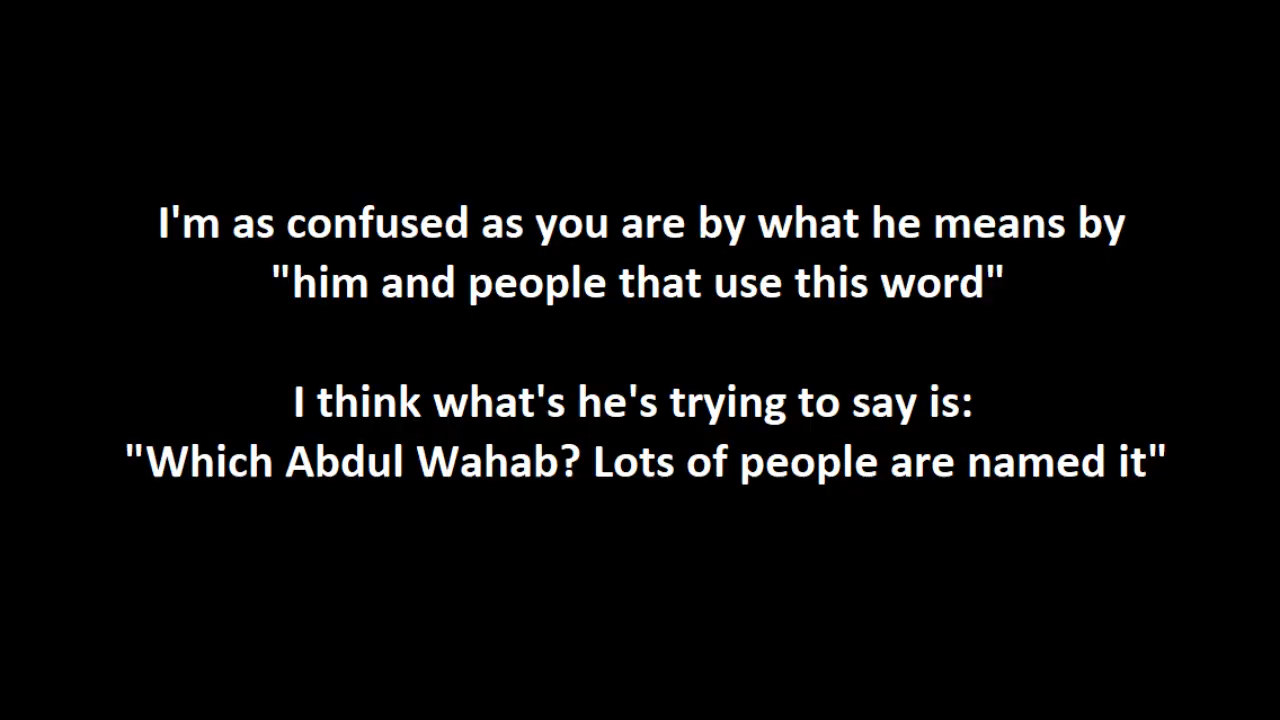 I'm as confused as you are by what he means by
"him and people that use this word"
I think what's he's trying to say is:
"Which Abdul Wahab? Lots of people are named it"